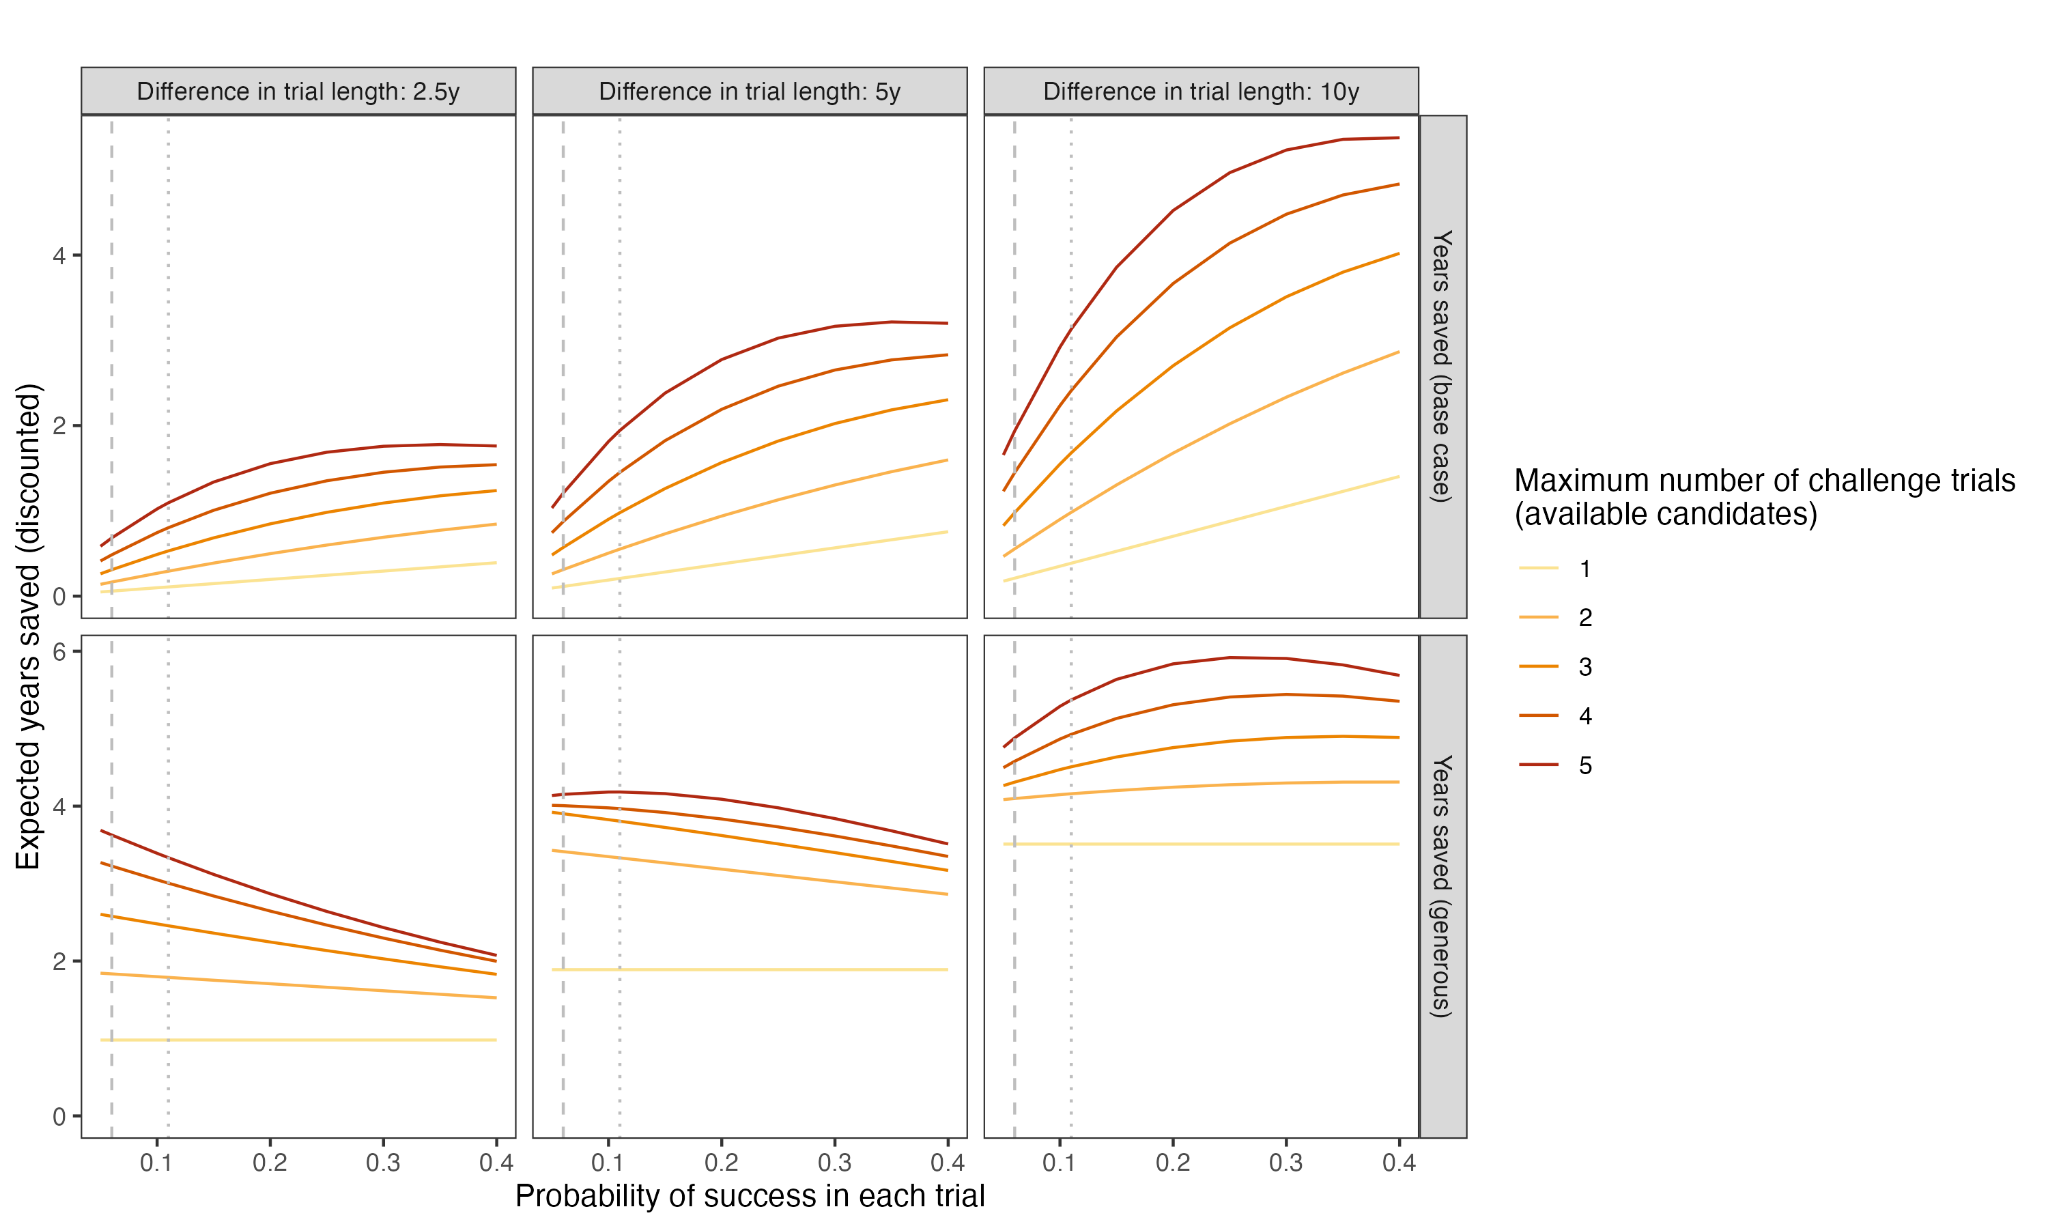 Difference in trial length: 2.5y
Difference in trial length: 5y
Difference in trial length: 10y
4
2
0
Years saved (base case)
6
4
2
0
Years saved (generous)
0.1
0.2
0.3
0.4
0.1
0.2
0.3
0.4
0.1
0.2
0.3
0.4
Probability of success in each trial
Expected years saved (discounted)
Maximum number of challenge trials
(available candidates)
1
2
3
4
5